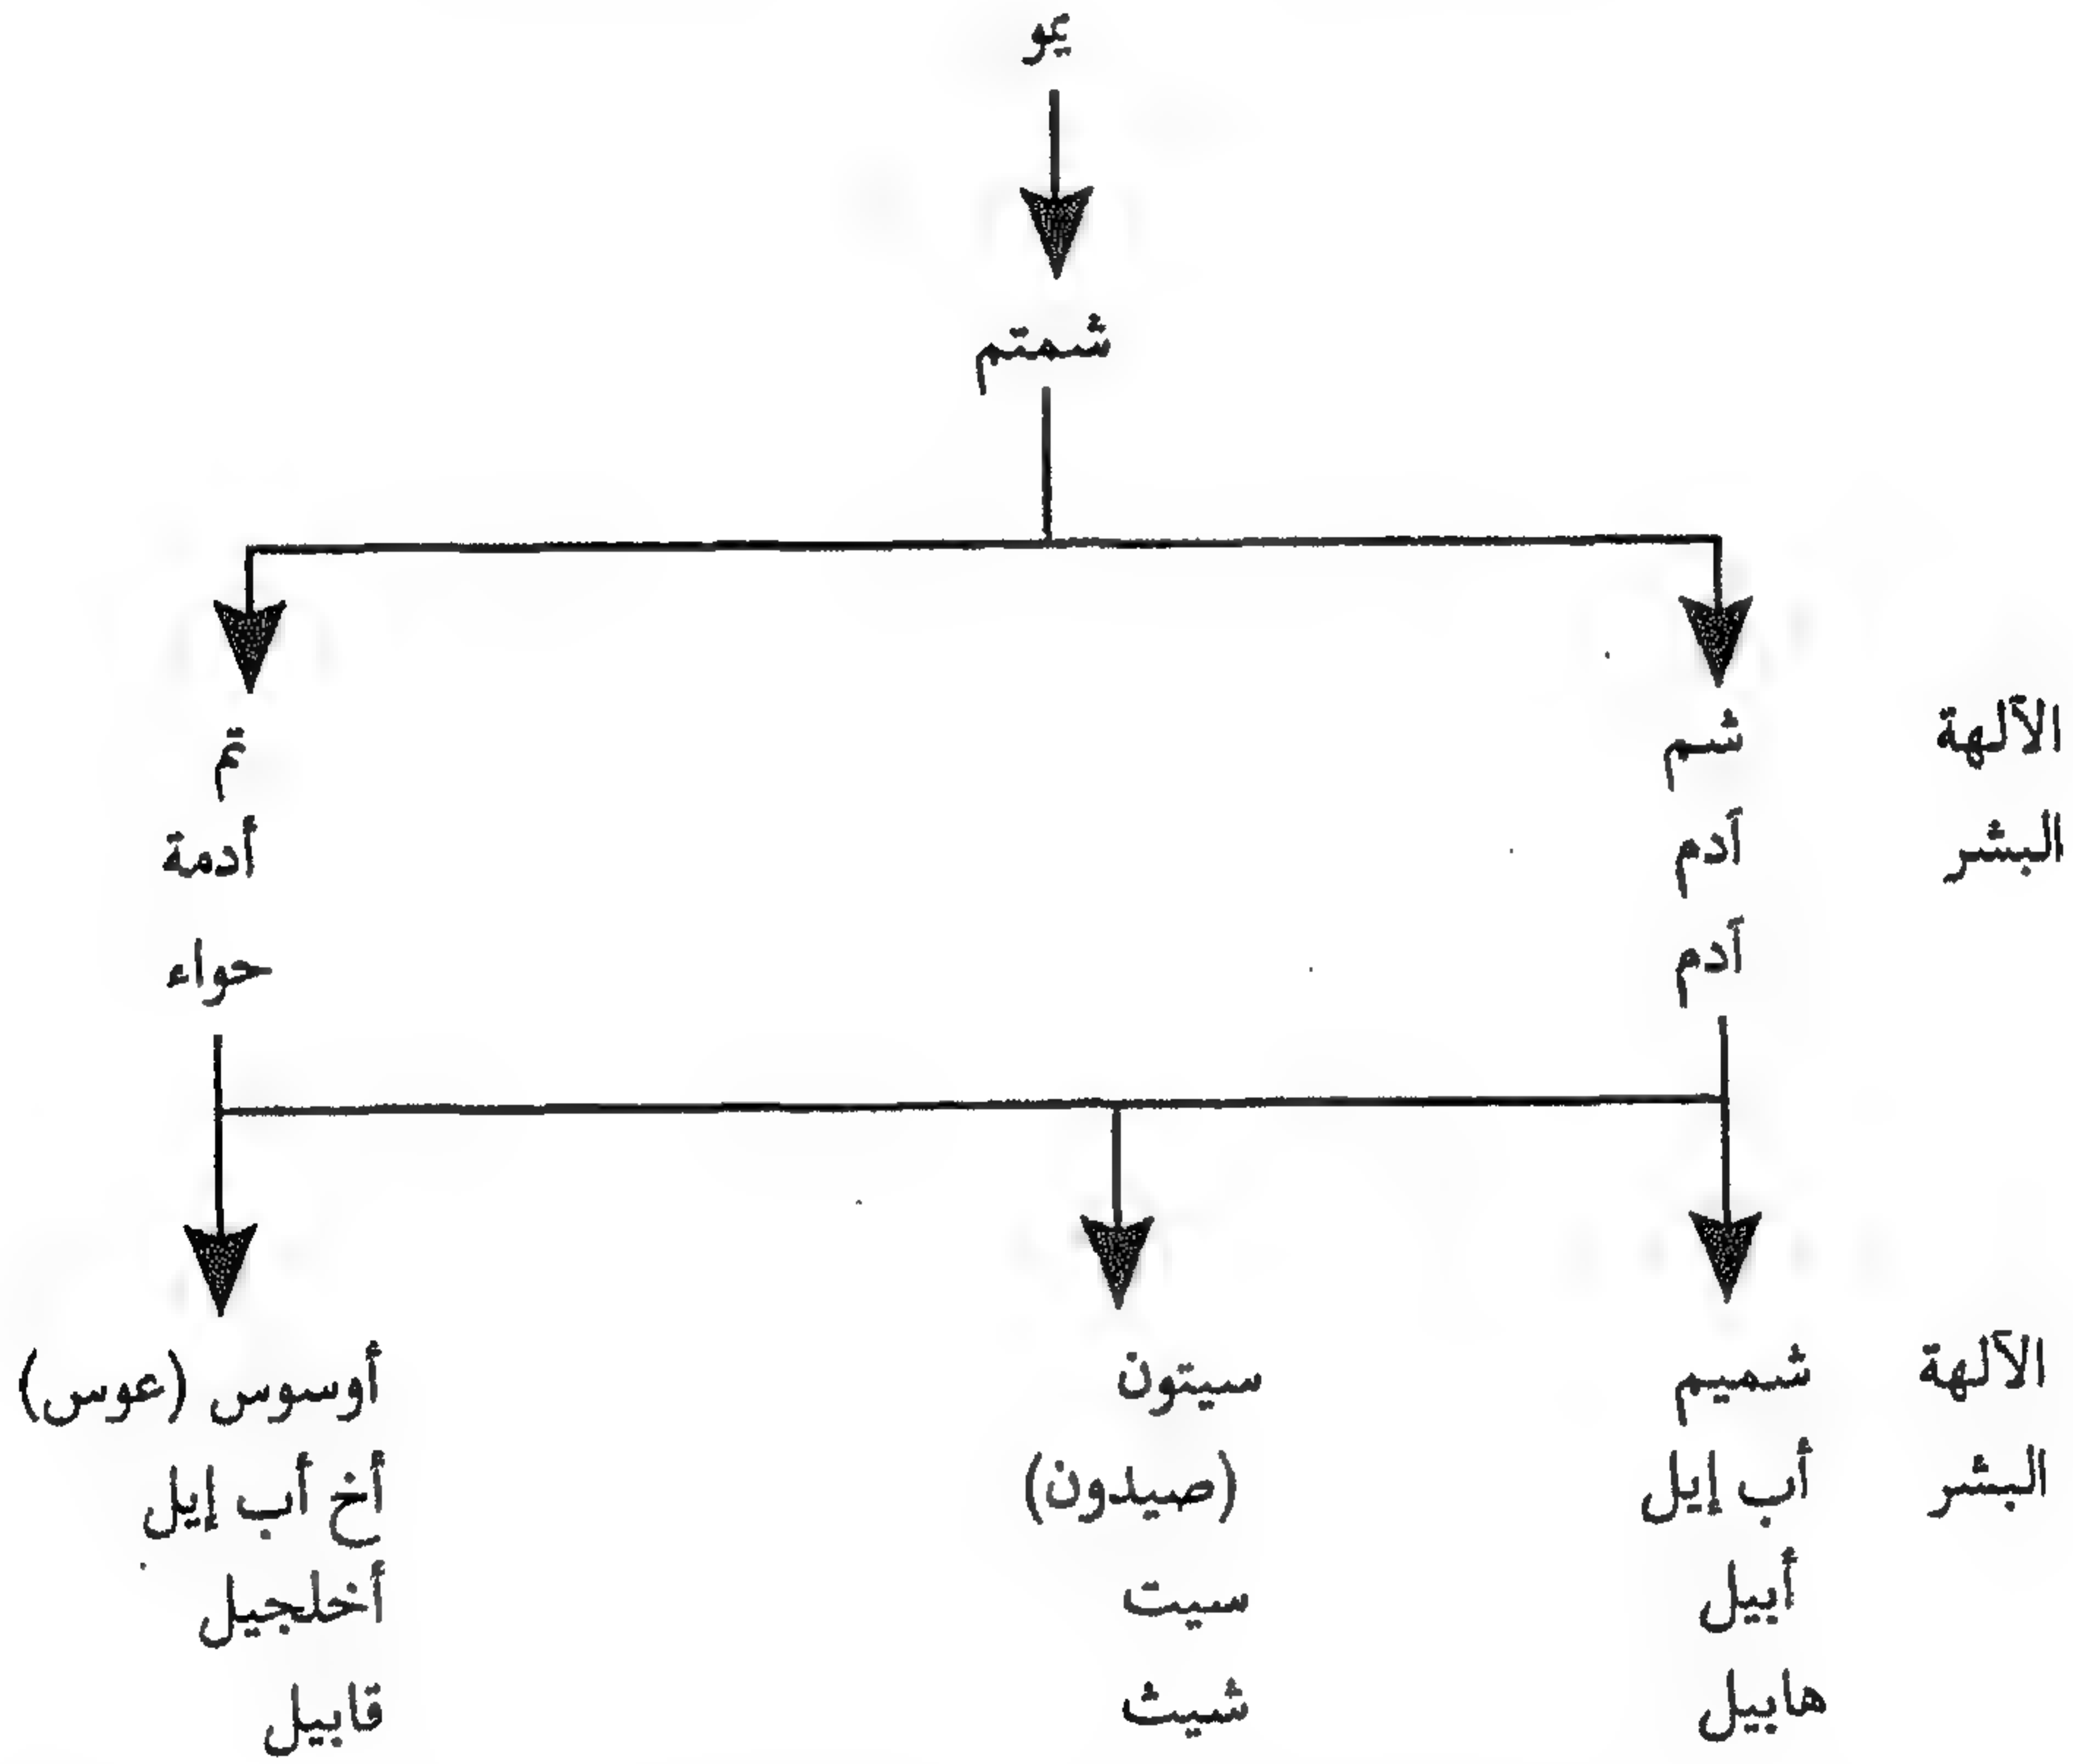 يمو
شمتم
الآلهة شم تم
البشر آدم أدمة
آدم حواء
الآلهة شميم سيتون أوسوس (عوس)
البشر أب إيل (صيدون) أخ أب إيل
أبيل سيت أخلجيل
هابيل شيث قابيل